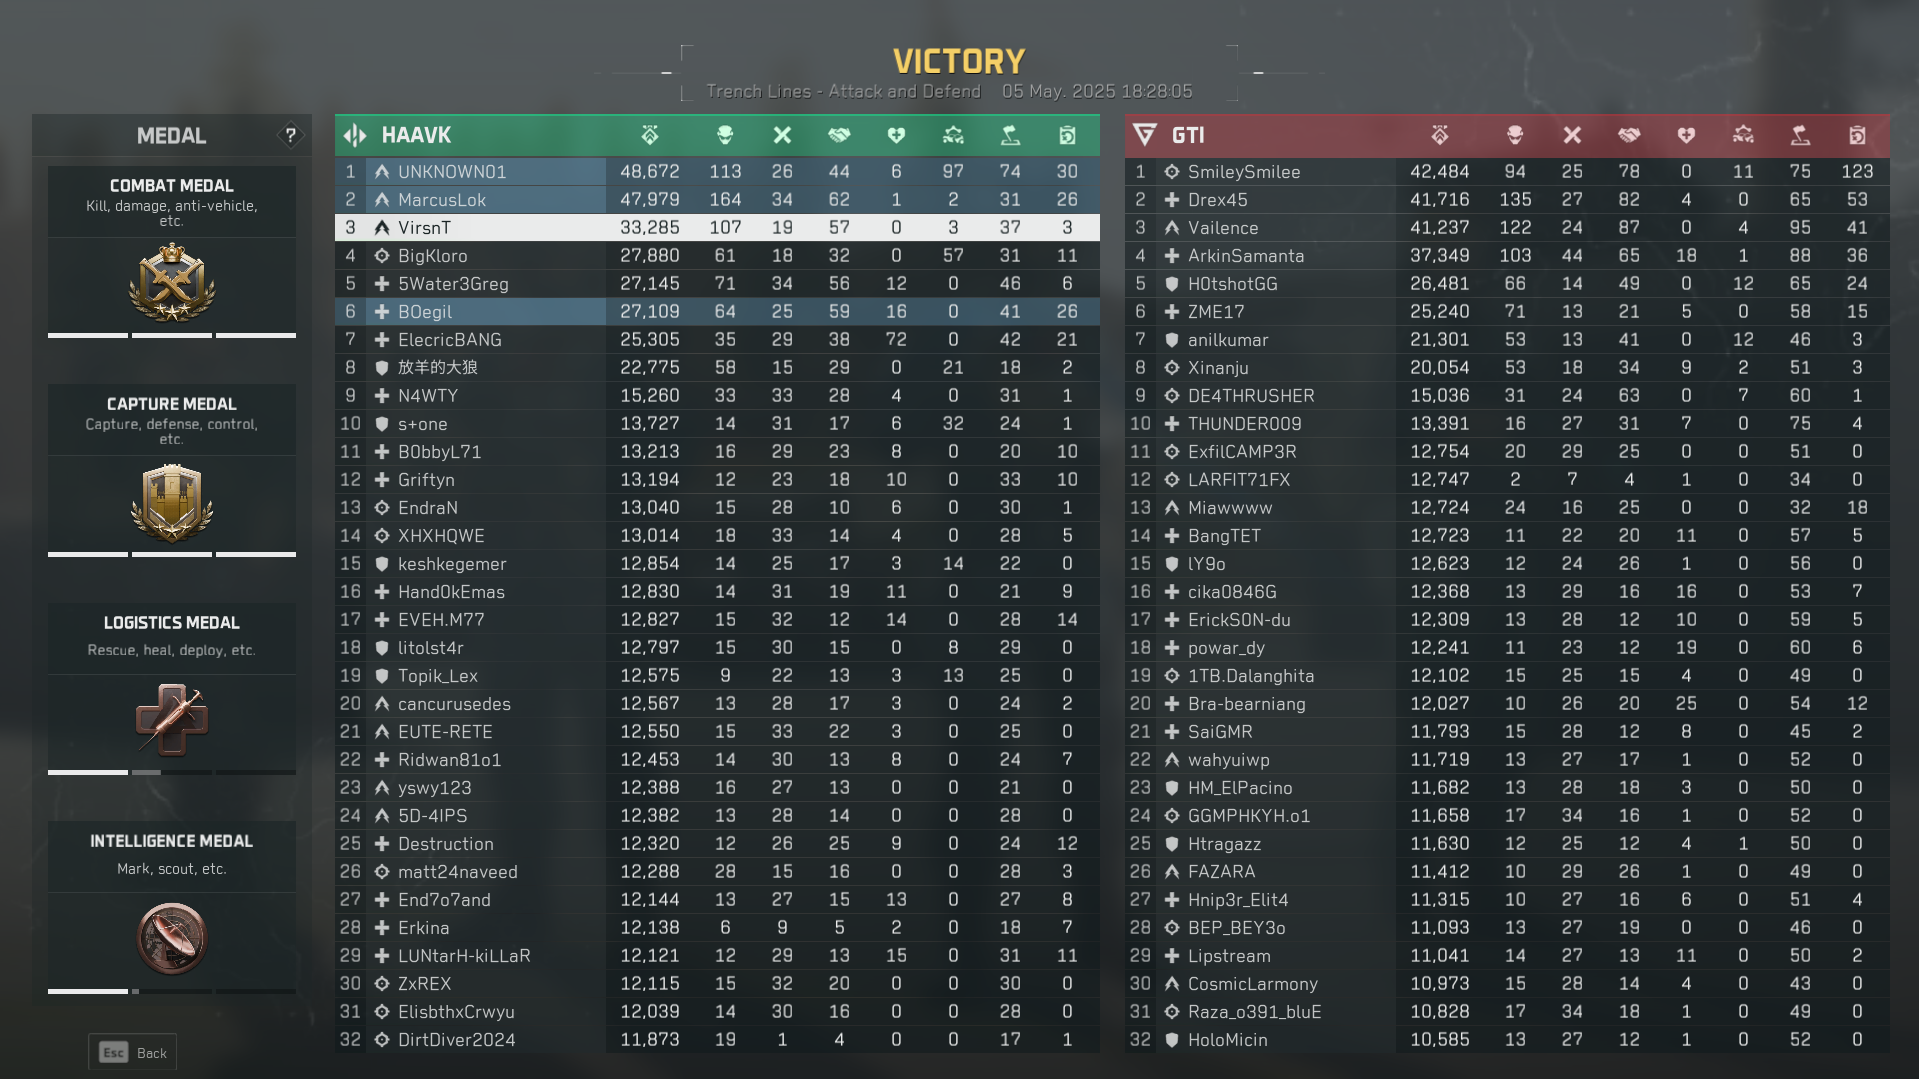 VICTORY
Trench Lines - Attack and Defend 05 May. 2025 18:28:05
MEDAL ?
COMBAT MEDAL
Kill, damage, anti-vehicle,
etc.
CAPTURE MEDAL
Capture, defense, control,
etc.
LOGISTICS MEDAL
Rescue, heal, deploy, etc.
INTELLIGENCE MEDAL
Mark, scout, etc.
Esc Back
HAAVK
1 UNKNOWN01 48,672 113 26 44 6 97 74 30
2 MarcusLok 47,979 164 34 62 1 2 31 26
3 VirsnT 33,285 107 19 57 0 3 37 3
4 BigKloro 27,880 61 18 32 0 57 31 11
5 5Water3Greg 27,145 71 34 56 12 0 46 6
6 BOegil 27,109 64 25 59 16 0 41 26
7 ElecricBANG 25,305 35 29 38 72 0 42 21
8 放羊的大狼 22,775 58 15 29 0 21 18 2
9 N4WTY 15,260 33 33 28 4 0 31 1
10 s+one 13,727 14 31 17 6 32 24 1
11 B0bbyL71 13,213 16 29 23 8 0 20 10
12 Griftyn 13,194 12 23 18 10 0 33 10
13 EndraN 13,040 15 28 10 6 0 30 1
14 XHXHQWE 13,014 18 33 14 4 0 28 5
15 keshkegemer 12,854 14 25 17 3 14 22 0
16 Hand0kEmas 12,830 14 31 19 11 0 21 9
17 EVEH.M77 12,827 15 32 12 14 0 28 14
18 litolst4r 12,797 15 30 15 0 8 29 0
19 Topik_Lex 12,575 9 22 13 3 13 25 0
20 cancurusedes 12,567 13 28 17 3 0 24 2
21 EUTE-RETE 12,550 15 33 22 3 0 25 0
22 Ridwan81o1 12,453 14 30 13 8 0 24 7
23 yswy123 12,388 16 27 13 0 0 21 0
24 5D-4IPS 12,382 13 28 14 0 0 28 0
25 Destruction 12,320 12 26 25 9 0 24 12
26 matt24naveed 12,288 28 15 16 0 0 28 3
27 End7o7and 12,144 13 27 15 13 0 27 8
28 Erkina 12,138 6 9 5 2 0 18 7
29 LUNtarH-kiLLaR 12,121 12 29 13 15 0 31 11
30 ZxREX 12,115 15 32 20 0 0 30 0
31 ElisbthxCrwyu 12,039 14 30 16 0 0 28 0
32 DirtDiver2024 11,873 19 1 4 0 0 17 1
GTI
1 SmileySmilee 42,484 94 25 78 0 11 75 123
2 Drex45 41,716 135 27 82 4 0 65 53
3 Vailence 41,237 122 24 87 0 4 95 41
4 ArkinSamanta 37,349 103 44 65 18 1 88 36
5 H0tshotGG 26,481 66 14 49 0 12 65 24
6 ZME17 25,240 71 13 21 5 0 58 15
7 anilkumar 21,301 53 13 41 0 12 46 3
8 Xinanju 20,054 53 18 34 9 2 51 3
9 DE4THRUSHER 15,036 31 24 63 0 7 60 1
10 THUNDER009 13,391 16 27 31 7 0 75 4
11 ExfilCAMP3R 12,754 20 29 25 0 0 51 0
12 LARFIT71FX 12,747 2 7 4 1 0 34 0
13 Miawwww 12,724 24 16 25 0 0 32 18
14 BangTET 12,723 11 22 20 11 0 57 5
15 lY9o 12,623 12 24 26 1 0 56 0
16 cika0846G 12,368 13 29 16 16 0 53 7
17 ErickS0N-du 12,309 13 28 12 10 0 59 5
18 powar_dy 12,241 11 23 12 19 0 60 6
19 1TB.Dalanghita 12,102 15 25 15 4 0 49 0
20 Bra-bearniang 12,027 10 26 20 25 0 54 12
21 SaiGMR 11,793 15 28 12 8 0 45 2
22 wahyuiwp 11,719 13 27 17 1 0 52 0
23 HM_ElPacino 11,682 13 28 18 3 0 50 0
24 GGMPHKYH.o1 11,658 17 34 16 1 0 52 0
25 Htragazz 11,630 12 25 12 4 1 50 0
26 FAZARA 11,412 10 29 26 1 0 49 0
27 Hnip3r_Elit4 11,315 10 27 16 6 0 51 4
28 BEP_BEY3o 11,093 13 27 19 0 0 46 0
29 Lipstream 11,041 14 27 13 11 0 50 2
30 CosmicLarmony 10,973 15 28 14 4 0 43 0
31 Raza_o391_bluE 10,828 17 34 18 1 0 49 0
32 HoloMicin 10,585 13 27 12 1 0 52 0